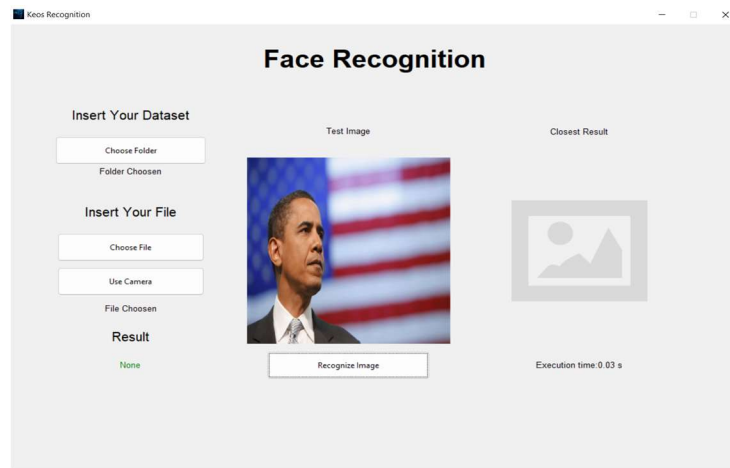 Keos Recognition
Face Recognition
Insert Your Dataset
Choose Folder
Folder Choosen
Insert Your File
Choose File
Use Camera
File Choosen
Result
None
Test Image
Recognize Image
Closest Result
Execution time:0.03 s